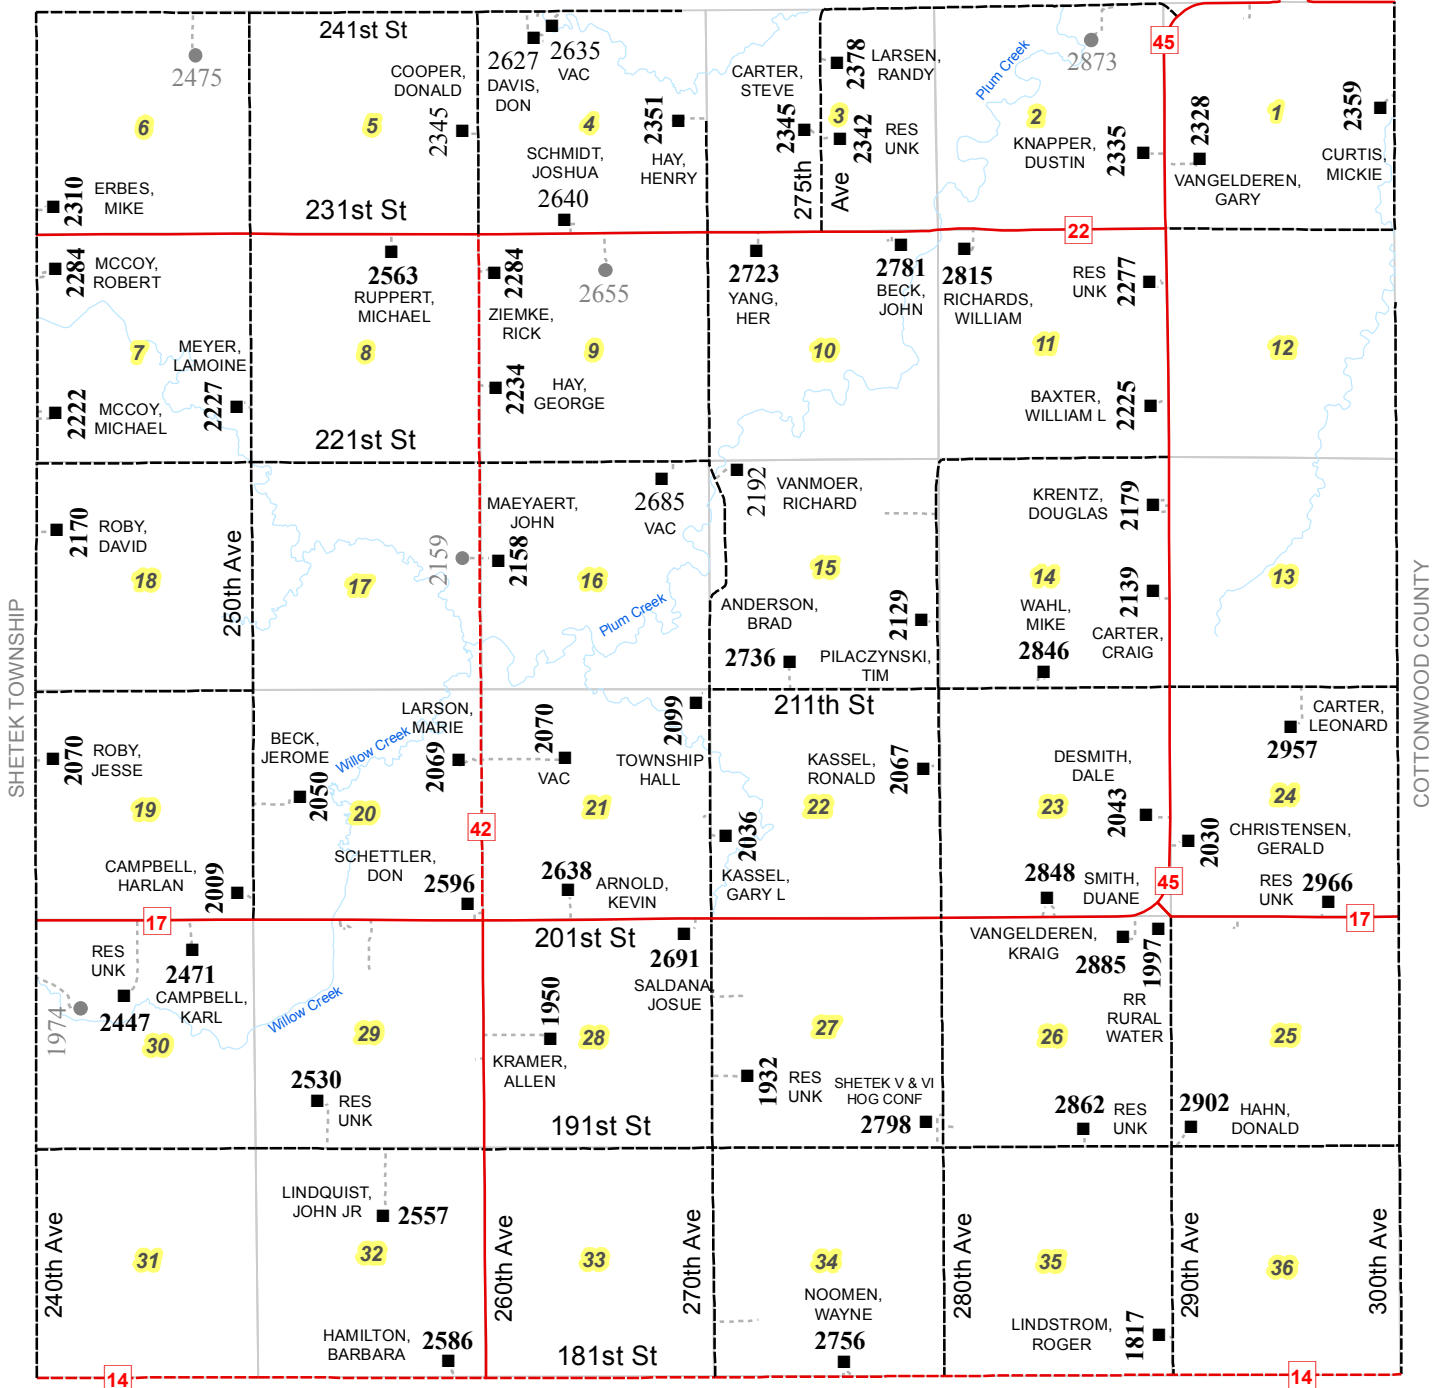 241st St
45
2475
COOPER,
DONALD
2345
2627
DAVIS,
DON
2635
VAC
CARTER,
STEVE
2345
2378
LARSEN,
RANDY
Plum Creek
2873
6
5
4
2351
HAY,
HENRY
3
2342
RES
UNK
2
KNAPPER,
DUSTIN
2335
2328
VANGELDEREN,
GARY
1
2359
CURTIS,
MICKIE
SCHMIDT,
JOSHUA
2640
2310
ERBES,
MIKE
231st St
275th
Ave
22
2284
MCCOY,
ROBERT
2563
RUPPERT,
MICHAEL
2284
ZIEMKE,
RICK
2655
2723
YANG,
HER
2781
BECK,
JOHN
2815
RICHARDS,
WILLIAM
RES
UNK
2277
7
MEYER,
LAMOINE
2227
8
9
10
11
12
2222
MCCOY,
MICHAEL
2234
HAY,
GEORGE
BAXTER,
WILLIAM L
2225
221st St
2170
ROBY,
DAVID
18
250th Ave
17
2159
MAEYAERT,
JOHN
2158
2685
VAC
16
Plum Creek
2192
VANMOER,
RICHARD
15
KRENTZ,
DOUGLAS
2179
14
WAHL,
MIKE
2846
2139
CARTER,
CRAIG
13
SHETEK TOWNSHIP
COTTONWOOD COUNTY
ANDERSON,
BRAD
2736
2129
PILACZYNSKI,
TIM
211th St
2070
ROBY,
JESSE
19
BECK,
JEROME
2050
Willow Creek
LARSON,
MARIE
2069
2070
VAC
2099
TOWNSHIP
HALL
KASSEL,
RONALD
2067
DESMITH,
DALE
2043
CARTER,
LEONARD
2957
20
42
21
22
23
24
2036
KASSEL,
GARY L
2030
CHRISTENSEN,
GERALD
CAMPBELL,
HARLAN
2009
SCHETTLER,
DON
2596
2638
ARNOLD,
KEVIN
2848
SMITH,
DUANE
45
RES
UNK
2966
17
17
201st St
RES
UNK
2447
2471
CAMPBELL,
KARL
1974
30
Willow Creek
29
1950
KRAMER,
ALLEN
28
2691
SALDANA,
JOSUE
27
VANGELDEREN,
KRAIG
2885
1997
RR
RURAL
WATER
26
25
2530
RES
UNK
1932
RES
UNK
SHETEK V & VI
HOG CONF
2798
2862
RES
UNK
2902
HAHN,
DONALD
191st St
LINDQUIST,
JOHN JR
2557
240th Ave
31
32
260th Ave
33
270th Ave
34
280th Ave
35
290th Ave
36
300th Ave
NOOMEN,
WAYNE
2756
LINDSTROM,
ROGER
1817
HAMILTON,
BARBARA
2586
181st St
14
14